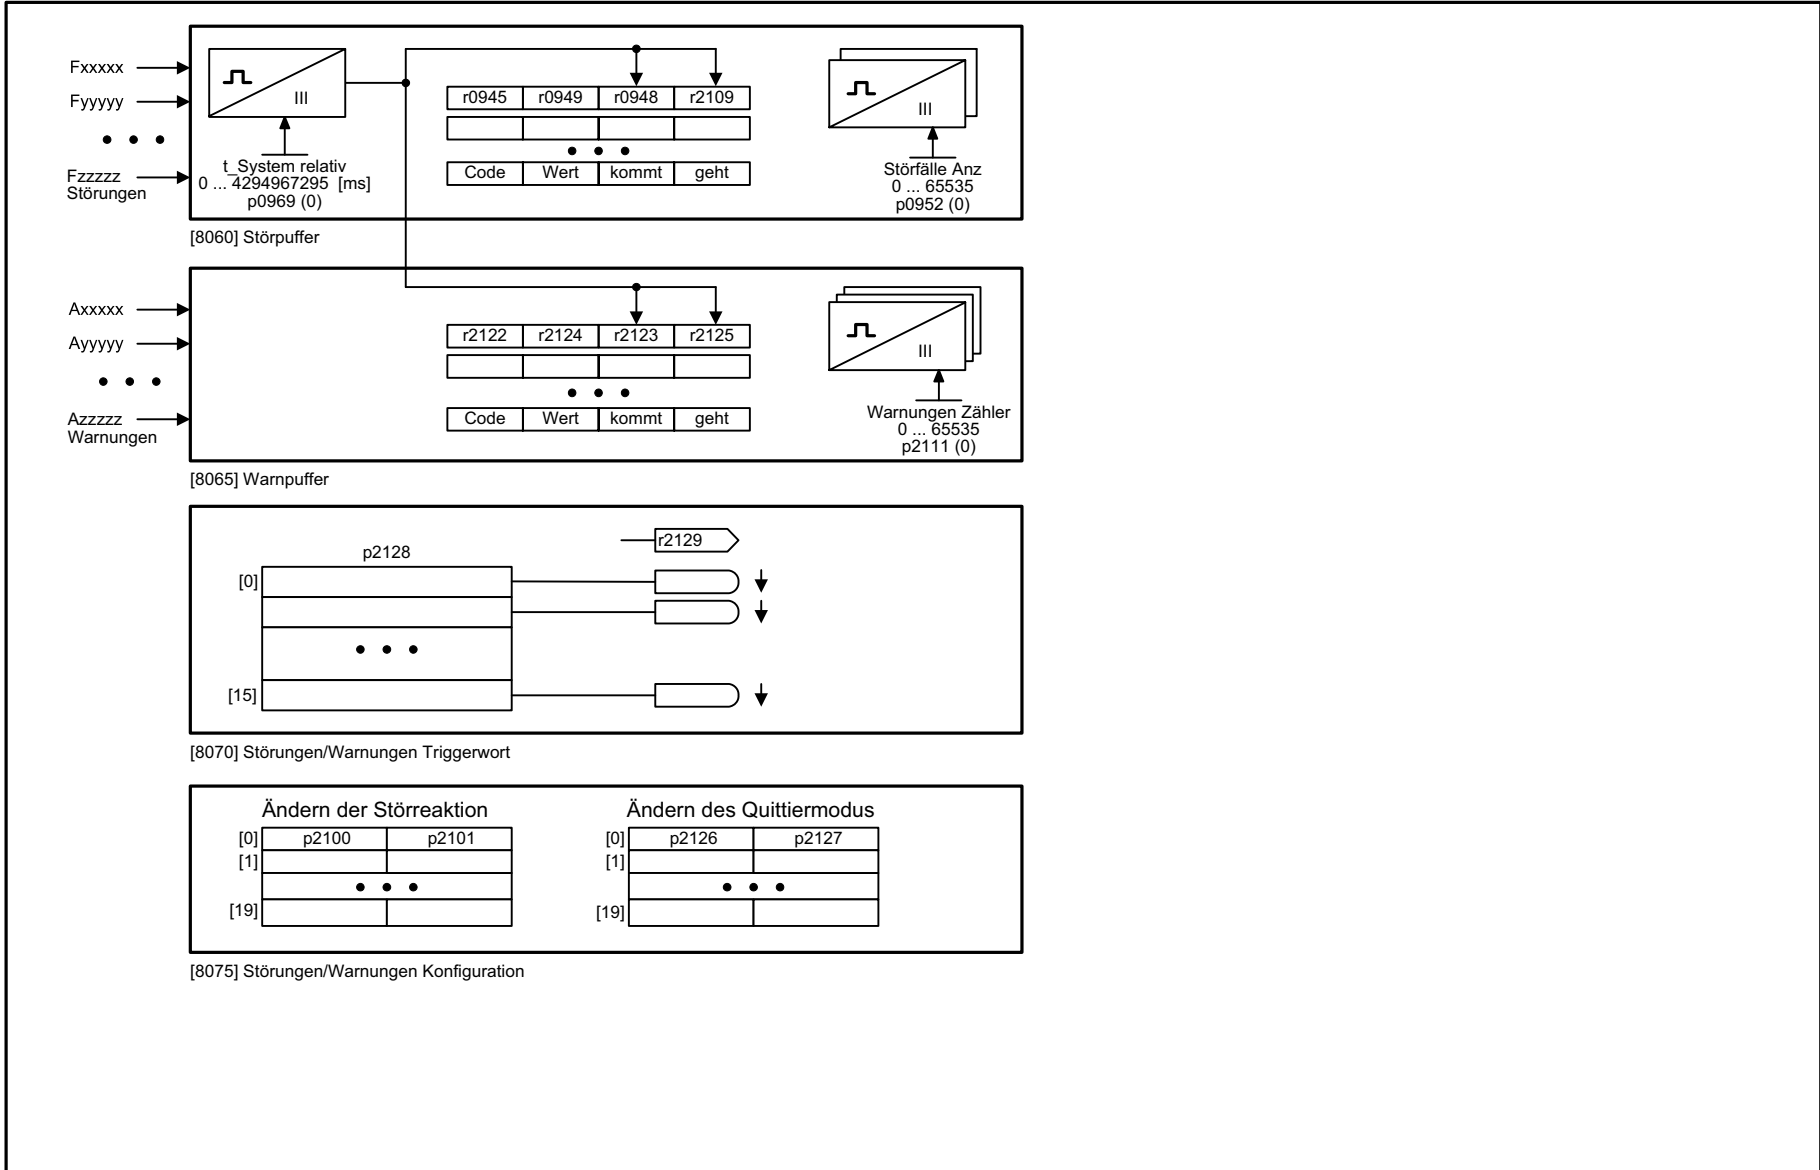 Fxxxxx
Fyyyyy
Fzzzzz
Störungen
III
t_System relativ
0 ... 4294967295 [ms]
p0969 (0)
r0945 r0949 r0948 r2109
Code Wert kommt geht
III
Störfälle Anz
0 ... 65535
p0952 (0)
[8060] Störpuffer
Axxxxx
Ayyyyy
Azzzzz
Warnungen
r2122 r2124 r2123 r2125
Code Wert kommt geht
III
Warnungen Zähler
0 ... 65535
p2111 (0)
[8065] Warnpuffer
p2128
r2129
[0]
[15]
[8070] Störungen/Warnungen Triggerwort
Ändern der Störreaktion
[0] p2100 p2101
[1]
[19]
Ändern des Quittiermodus
[0] p2126 p2127
[1]
[19]
[8075] Störungen/Warnungen Konfiguration